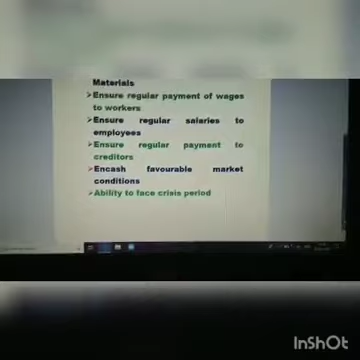 Materials
➢Ensure regular payment of wages
to workers
➢Ensure regular salaries to
employees
➢Ensure regular payment to
creditors
➢Encash favourable market
conditions
➢Ability to face crisis period
InShOt